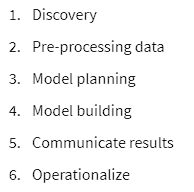 1. Discovery
2. Pre-processing data
3. Model planning
4. Model building
5. Communicate results
6. Operationalize